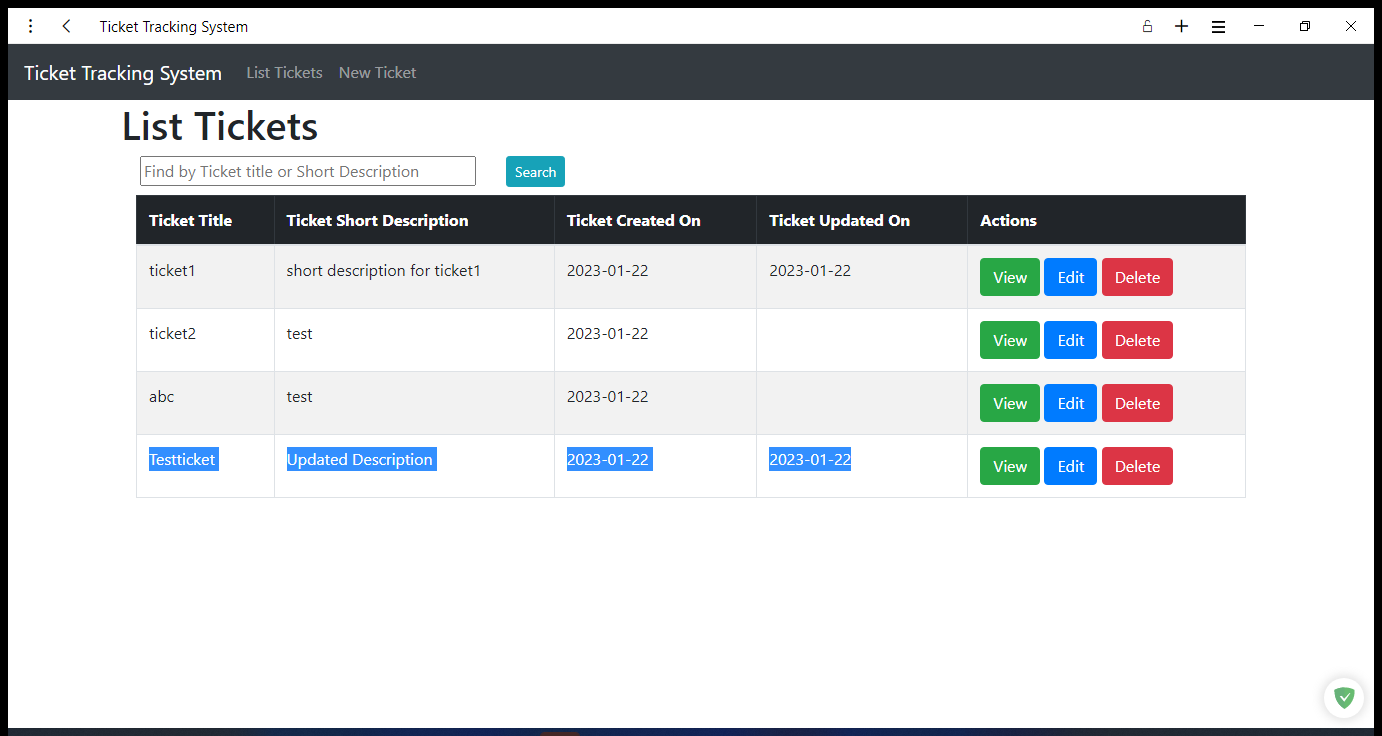 Ticket Tracking System
Ticket Tracking System List Tickets New Ticket
List Tickets
Find by Ticket title or Short Description Search
Ticket Title Ticket Short Description Ticket Created On Ticket Updated On Actions
ticket1 short description for ticket1 2023-01-22 2023-01-22 View Edit Delete
ticket2 test 2023-01-22 View Edit Delete
abc test 2023-01-22 View Edit Delete
Testticket Updated Description 2023-01-22 2023-01-22 View Edit Delete